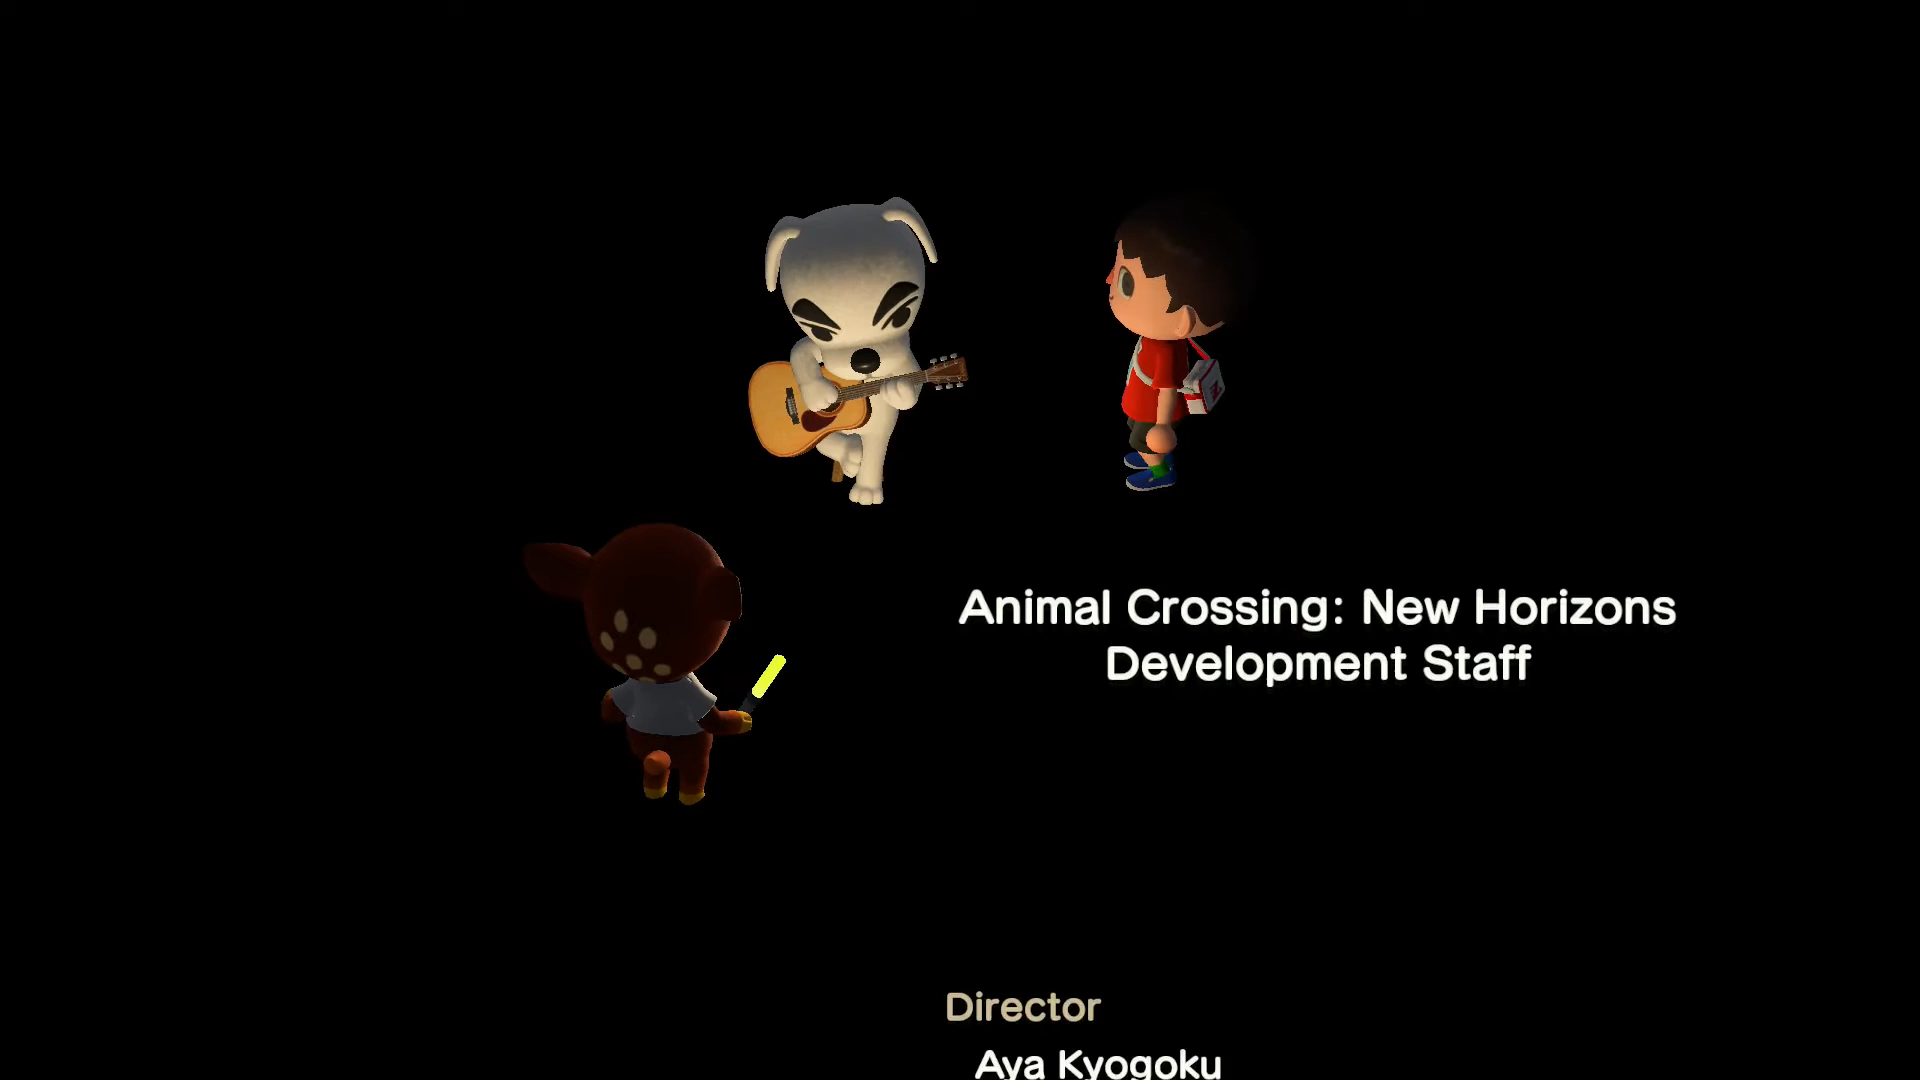 Animal Crossing: New Horizons
Development Staff
Director
Aya Kyogoku